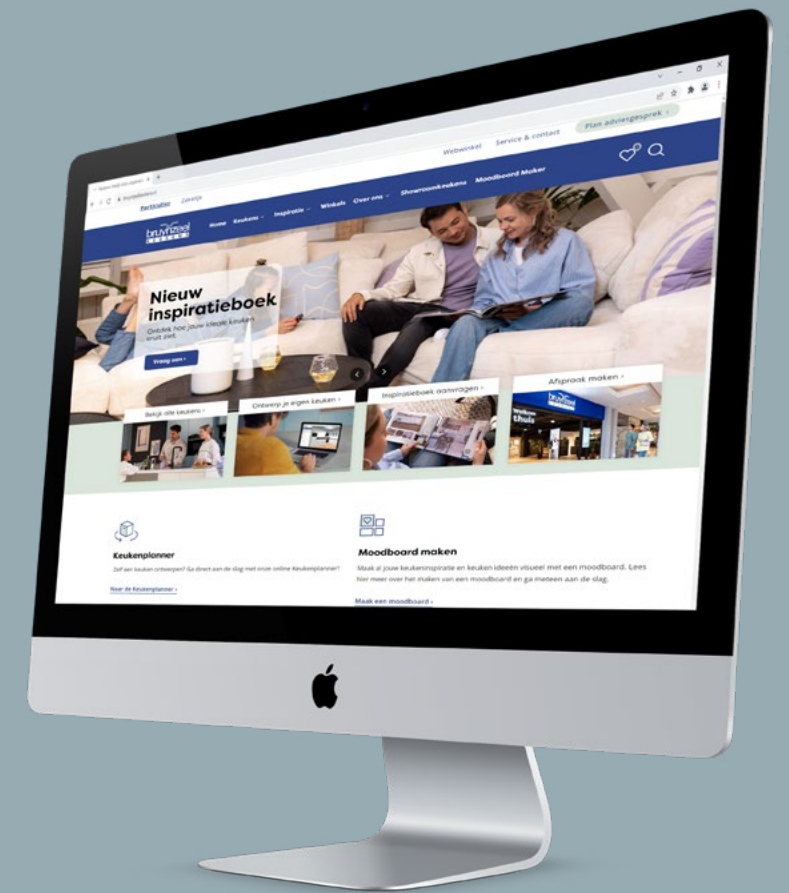 Webwinkel Service & contact Plan adviesgesprek ›
Particulier Zakelijk
bruynzeel
KEUKENS
Home Keukens Inspiratie Winkels Over ons Showroomkeukens Moodboard Maker
Nieuw
inspiratieboek
Ontdek hoe jouw ideale keuken
eruit ziet.
Vraag aan ›
Bekijk alle keukens ›
Ontwerp je eigen keuken ›
Inspiratieboek aanvragen ›
Afspraak maken ›
bruynzeel
Welkom
thuis
Keukenplanner
Zelf een keuken ontwerpen? Ga direct aan de slag met onze online Keukenplanner!
Naar de Keukenplanner ›
Moodboard maken
Maak al jouw keukeninspiratie en keuken ideeën visueel met een moodboard. Lees
hier meer over het maken van een moodboard en ga meteen aan de slag.
Maak een moodboard ›